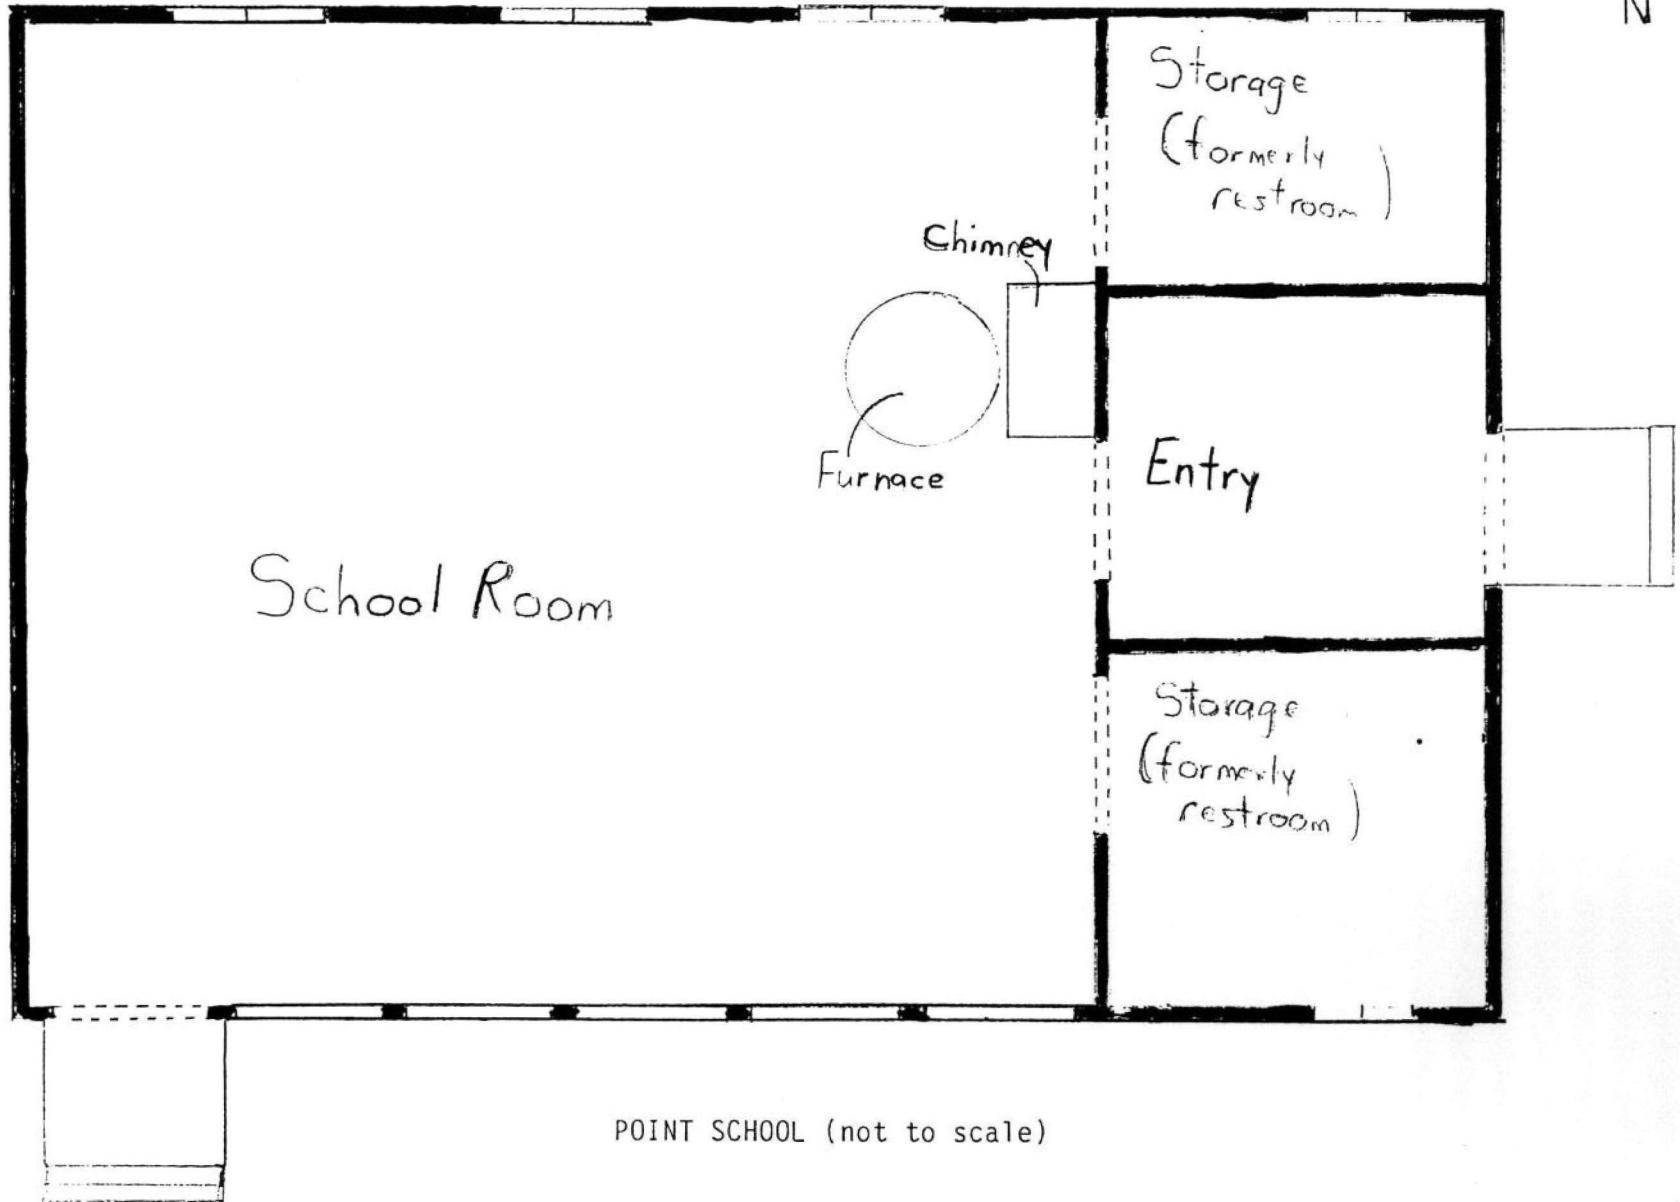 N
Storage
(formerly
restroom)
Chimney
Furnace
Entry
School Room
Storage
(formerly
restroom)
POINT SCHOOL (not to scale)